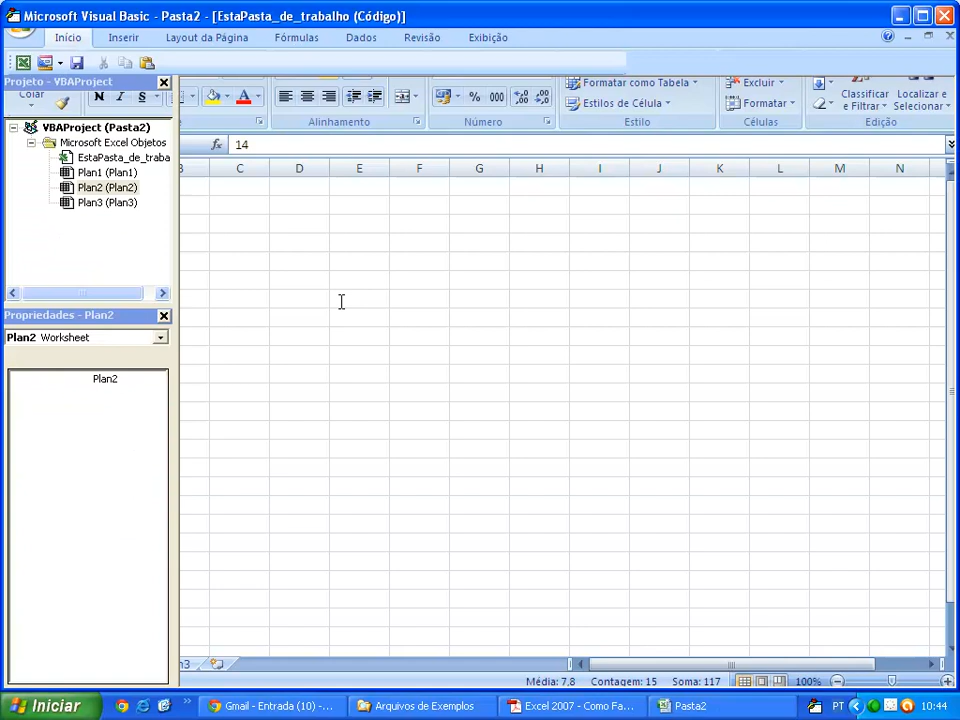 Microsoft Visual Basic - Pasta2 - [EstaPasta_de_trabalho (Código)]
Início Inserir Layout da Página Fórmulas Dados Revisão Exibição
Projeto - VBAProject
Colar N I S A % 000 Formatar como Tabela Excluir Classificar Localizar e
Estilos de Célula Formatar e Filtrar Selecionar
VBAProject (Pasta2) Alinhamento Número Estilo Células Edição
Microsoft Excel Objetos fx 14
EstaPasta_de_traba
Plan1 (Plan1) C D E F G H I J K L M N
Plan2 (Plan2)
Plan3 (Plan3)
Propriedades - Plan2
Plan2 Worksheet
Plan2
n3
Média: 7,8 Contagem: 15 Soma: 117 100%
Iniciar Gmail - Entrada (10) -... Arquivos de Exemplos Excel 2007 - Como Fa... Pasta2 PT 10:44